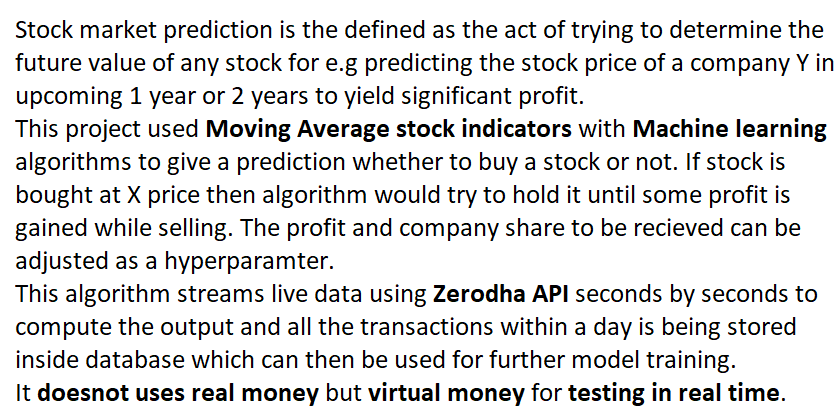 Stock market prediction is the defined as the act of trying to determine the
future value of any stock for e.g predicting the stock price of a company Y in
upcoming 1 year or 2 years to yield significant profit.
This project used Moving Average stock indicators with Machine learning
algorithms to give a prediction whether to buy a stock or not. If stock is
bought at X price then algorithm would try to hold it until some profit is
gained while selling. The profit and company share to be recieved can be
adjusted as a hyperparamter.
This algorithm streams live data using Zerodha API seconds by seconds to
compute the output and all the transactions within a day is being stored
inside database which can then be used for further model training.
It doesnot uses real money but virtual money for testing in real time.